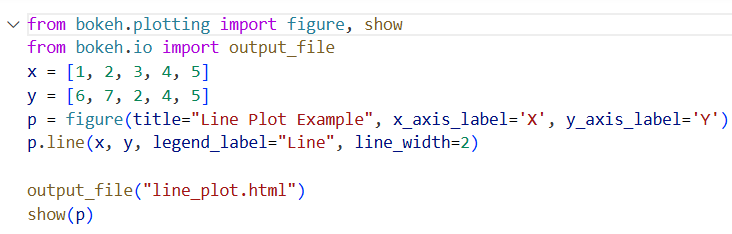 from bokeh.plotting import figure, show
from bokeh.io import output_file
x = [1, 2, 3, 4, 5]
y = [6, 7, 2, 4, 5]
p = figure(title="Line Plot Example", x_axis_label='X', y_axis_label='Y')
p.line(x, y, legend_label="Line", line_width=2)

output_file("line_plot.html")
show(p)